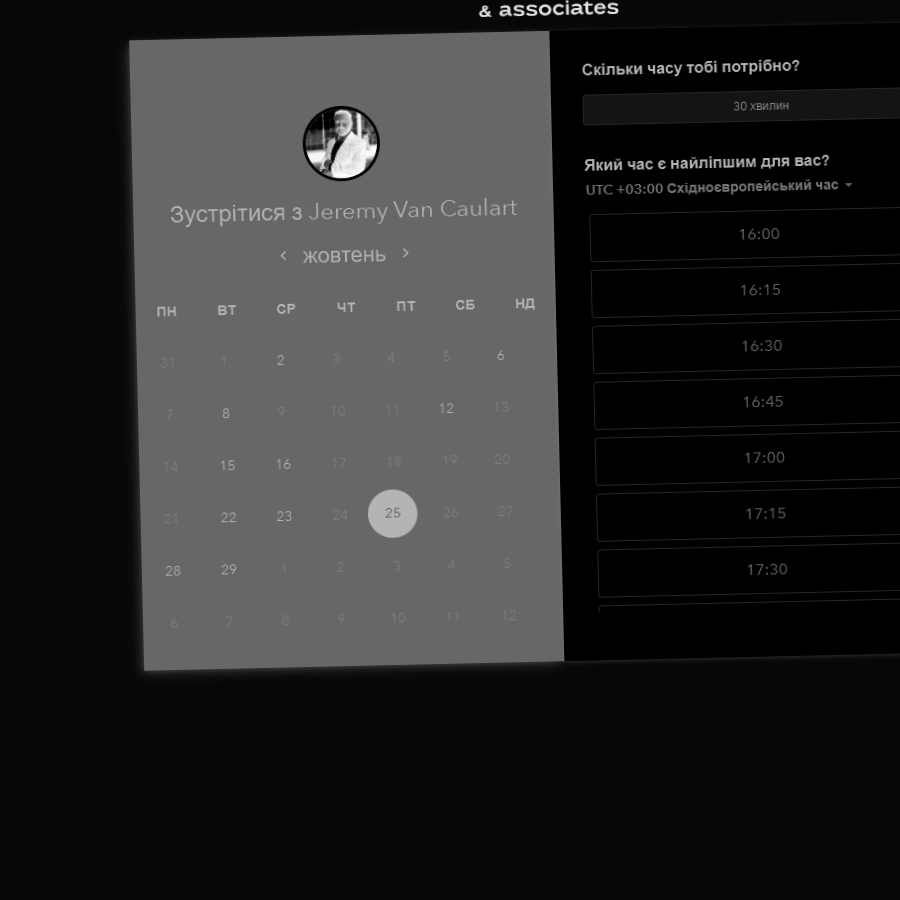 & associates
Зустрітися з Jeremy Van Caulart
жовтень
ПН ВТ СР ЧТ ПТ СБ НД
31 1 2 3 4 5 6
7 8 9 10 11 12 13
14 15 16 17 18 19 20
21 22 23 24 25 26 27
28 29 1 2 3 4 5
6 7 8 9 10 11 12
Скільки часу тобі потрібно?
30 хвилин
Який час є найліпшим для вас?
UTC +03:00 Східноєвропейський час
16:00
16:15
16:30
16:45
17:00
17:15
17:30